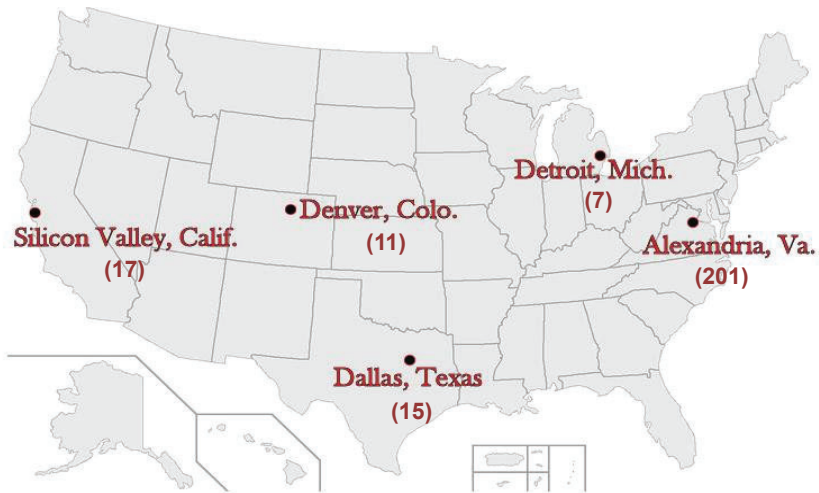 Detroit, Mich.
(7)
Denver, Colo.
(11)
Silicon Valley, Calif.
(17)
Alexandria, Va.
(201)
Dallas, Texas
(15)